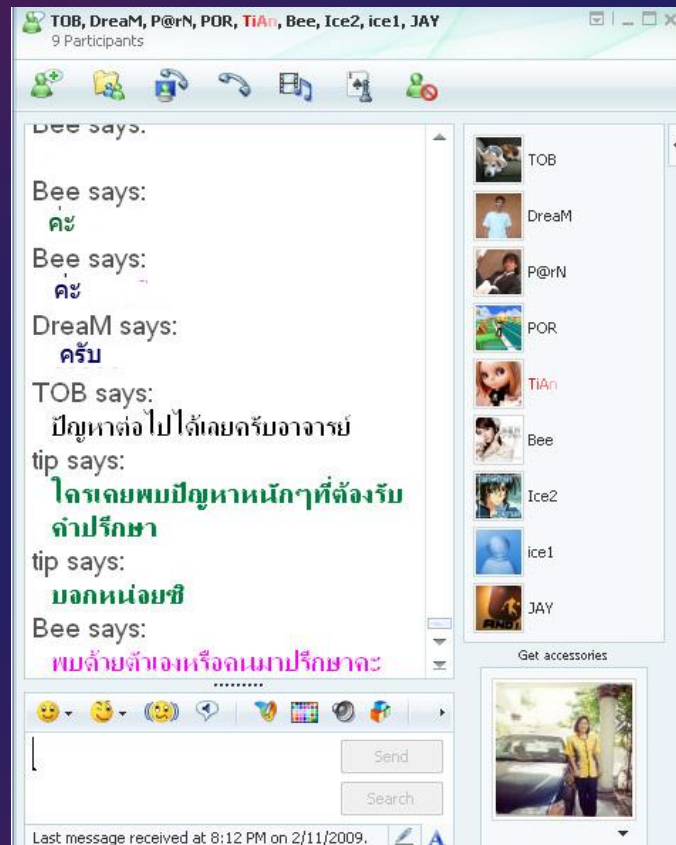 TOB, DreaM, P@rN, POR, TiAn, Bee, Ice2, ice1, JAY
9 Participants
Bee says:
Bee says:
ค่ะ
Bee says:
ค่ะ
DreaM says:
ครับ
TOB says:
ปัญหาต่อไปได้เลยครับอาจารย์
tip says:
ใครเคยพบปัญหาหนักๆที่ต้องรับ
คำปรึกษา
tip says:
บอกหน่อยซิ
Bee says:
พบด้วยตัวเองหรือคนมาปรึกษาคะ
TOB
DreaM
P@rN
POR
TiAn
Bee
Ice2
ice1
JAY
Get accessories
Send
Search
Last message received at 8:12 PM on 2/11/2009.
A